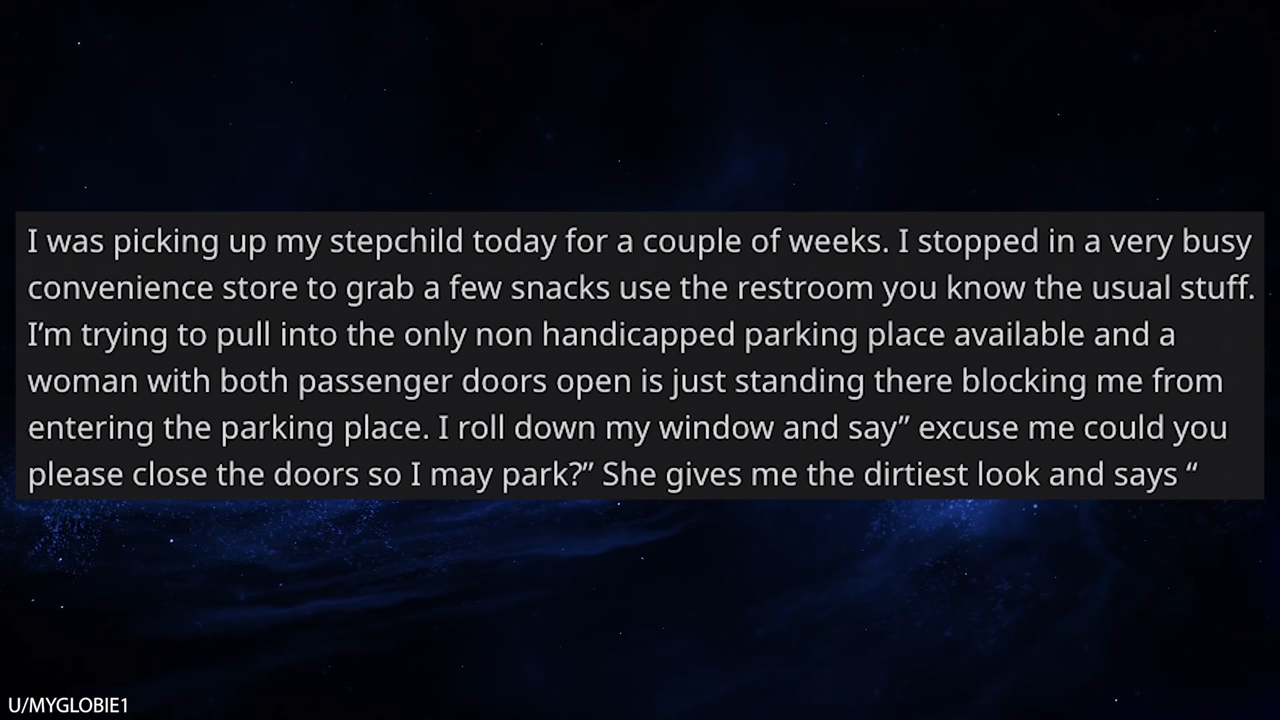 I was picking up my stepchild today for a couple of weeks. I stopped in a very busy
convenience store to grab a few snacks use the restroom you know the usual stuff.
I’m trying to pull into the only non handicapped parking place available and a
woman with both passenger doors open is just standing there blocking me from
entering the parking place. I roll down my window and say” excuse me could you
please close the doors so I may park?” She gives me the dirtiest look and says “
U/MYGLOBIE1